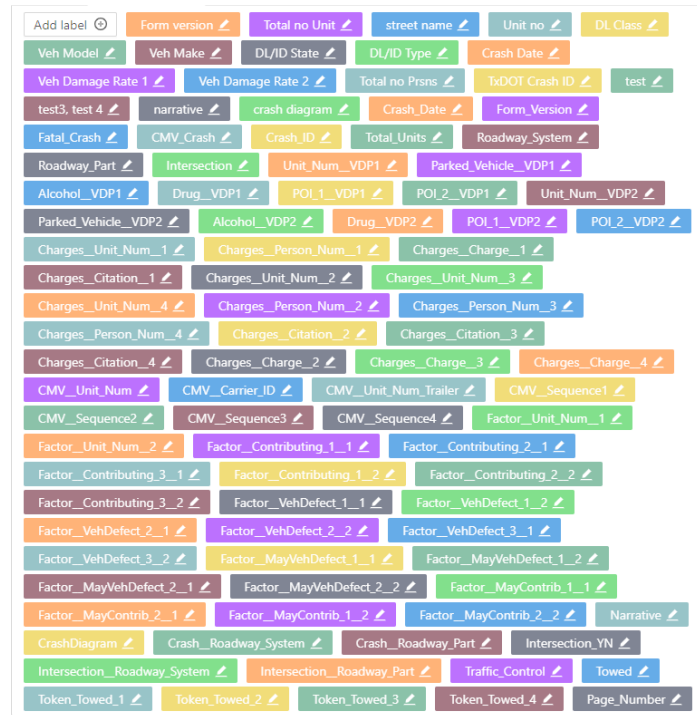 Add label Form version Total no Unit street name Unit no DL Class
Veh Model Veh Make DL/ID State DL/ID Type Crash Date
Veh Damage Rate 1 Veh Damage Rate 2 Total no Prsns TxDOT Crash ID test
test3, test 4 narrative crash diagram Crash_Date Form_Version
Fatal_Crash CMV_Crash Crash_ID Total_Units Roadway_System
Roadway_Part Intersection Unit_Num__VDP1 Parked_Vehicle__VDP1
Alcohol__VDP1 Drug__VDP1 POI_1__VDP1 POI_2__VDP1 Unit_Num__VDP2
Parked_Vehicle__VDP2 Alcohol__VDP2 Drug__VDP2 POI_1__VDP2 POI_2__VDP2
Charges__Unit_Num__1 Charges__Person_Num__1 Charges__Charge__1
Charges__Citation__1 Charges__Unit_Num__2 Charges__Unit_Num__3
Charges__Unit_Num__4 Charges__Person_Num__2 Charges__Person_Num__3
Charges__Person_Num__4 Charges__Citation__2 Charges__Citation__3
Charges__Citation__4 Charges__Charge__2 Charges__Charge__3 Charges__Charge__4
CMV__Unit_Num CMV__Carrier_ID CMV__Unit_Num_Trailer CMV__Sequence1
CMV__Sequence2 CMV__Sequence3 CMV__Sequence4 Factor__Unit_Num__1
Factor__Unit_Num__2 Factor__Contributing_1__1 Factor__Contributing_2__1
Factor__Contributing_3__1 Factor__Contributing_1__2 Factor__Contributing_2__2
Factor__Contributing_3__2 Factor__VehDefect_1__1 Factor__VehDefect_1__2
Factor__VehDefect_2__1 Factor__VehDefect_2__2 Factor__VehDefect_3__1
Factor__VehDefect_3__2 Factor__MayVehDefect_1__1 Factor__MayVehDefect_1__2
Factor__MayVehDefect_2__1 Factor__MayVehDefect_2__2 Factor__MayContrib_1__1
Factor__MayContrib_2__1 Factor__MayContrib_1__2 Factor__MayContrib_2__2 Narrative
CrashDiagram Crash__Roadway_System Crash__Roadway_Part Intersection_YN
Intersection__Roadway_System Intersection__Roadway_Part Traffic_Control Towed
Token_Towed_1 Token_Towed_2 Token_Towed_3 Token_Towed_4 Page_Number